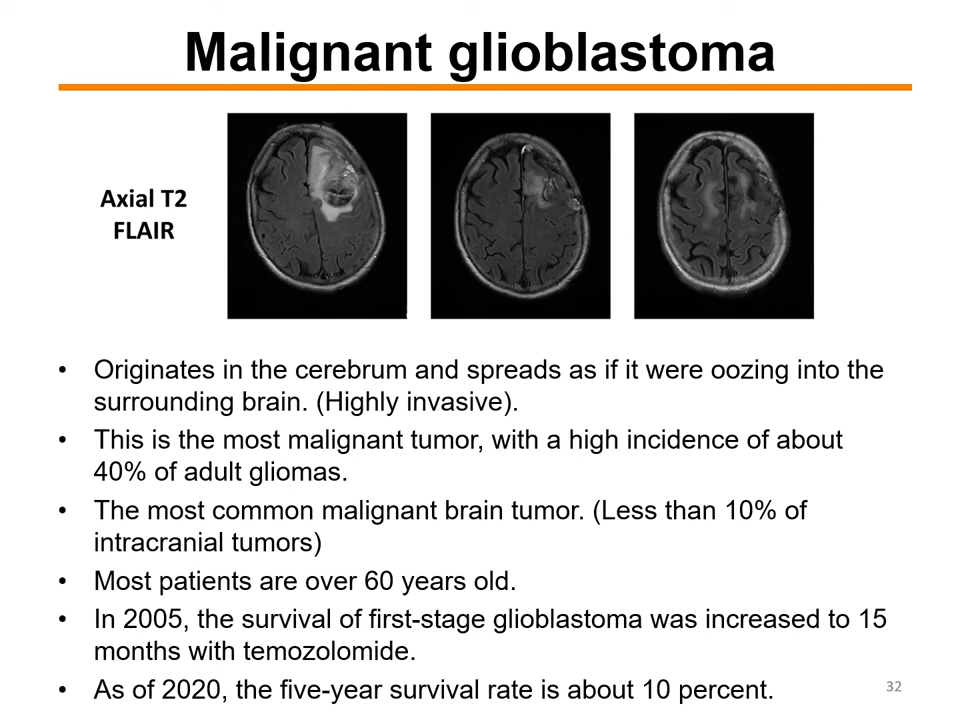 Malignant glioblastoma
Axial T2
FLAIR
• Originates in the cerebrum and spreads as if it were oozing into the
surrounding brain. (Highly invasive).
• This is the most malignant tumor, with a high incidence of about
40% of adult gliomas.
• The most common malignant brain tumor. (Less than 10% of
intracranial tumors)
• Most patients are over 60 years old.
• In 2005, the survival of first-stage glioblastoma was increased to 15
months with temozolomide.
• As of 2020, the five-year survival rate is about 10 percent.
32